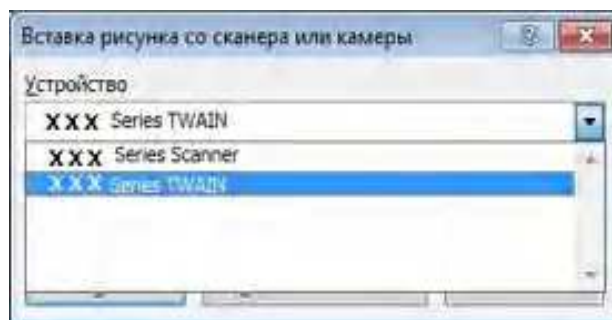 Вставка рисунка со сканера или камеры
Устройство
XXX Series TWAIN
XXX Series Scanner
XXX Series TWAIN